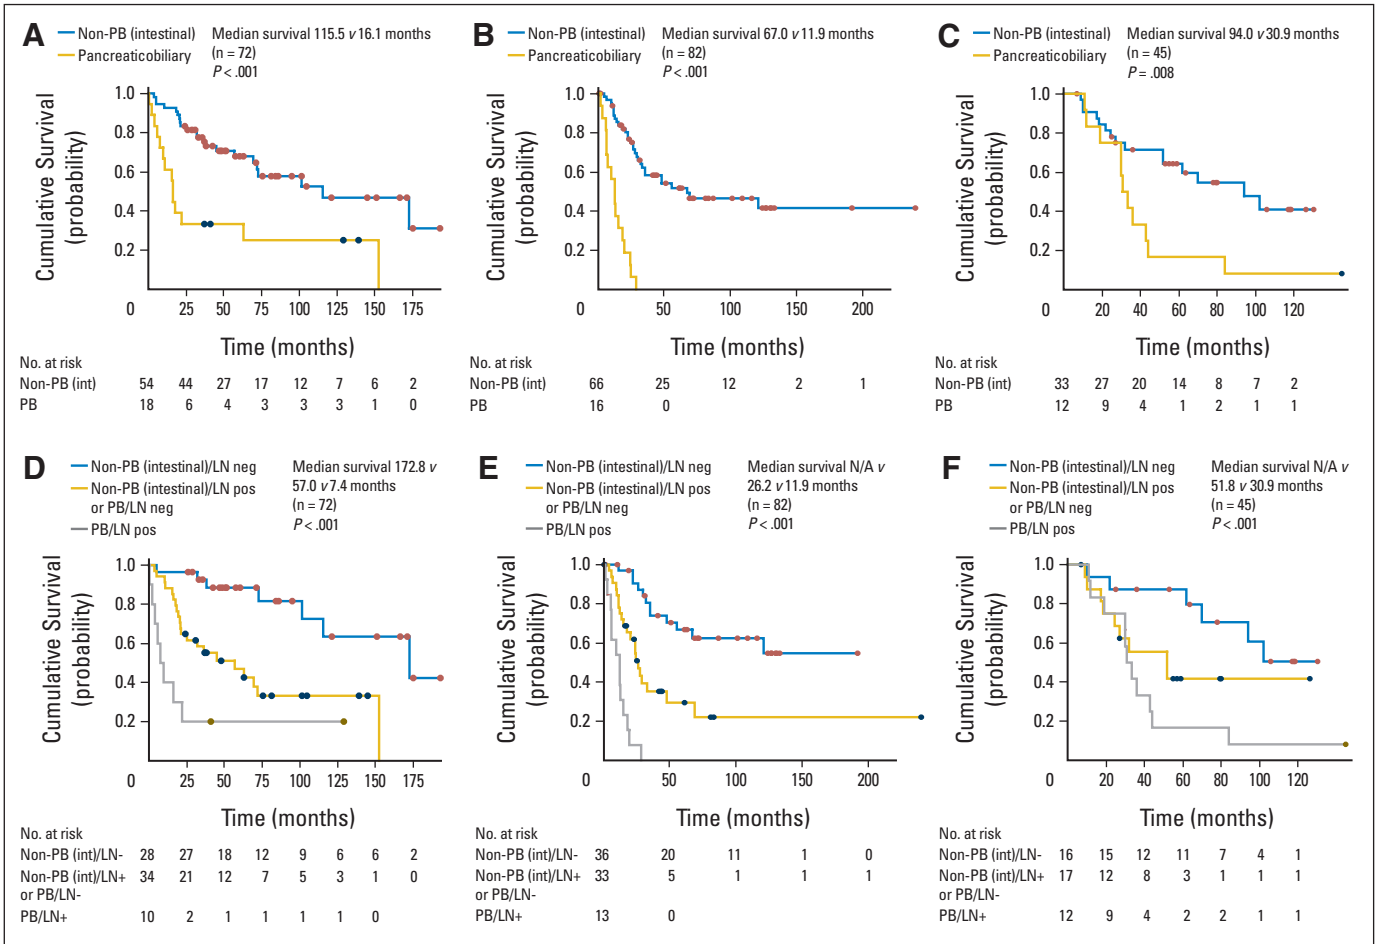 A
Non-PB (intestinal)
Pancreaticobiliary
Median survival 115.5 v 16.1 months
(n = 72)
P < .001
Cumulative Survival
(probability)
1.0
0.8
0.6
0.4
0.2
0 25 50 75 100 125 150 175
Time (months)
No. at risk
Non-PB (int) 54 44 27 17 12 7 6 2
PB 18 6 4 3 3 3 1 0
B
Non-PB (intestinal)
Pancreaticobiliary
Median survival 67.0 v 11.9 months
(n = 82)
P < .001
Cumulative Survival
(probability)
1.0
0.8
0.6
0.4
0.2
0 50 100 150 200
Time (months)
No. at risk
Non-PB (int) 66 25 12 2 1
PB 16 0
C
Non-PB (intestinal)
Pancreaticobiliary
Median survival 94.0 v 30.9 months
(n = 45)
P = .008
Cumulative Survival
(probability)
1.0
0.8
0.6
0.4
0.2
0 20 40 60 80 100 120
Time (months)
No. at risk
Non-PB (int) 33 27 20 14 8 7 2
PB 12 9 4 1 2 1 1
D
Non-PB (intestinal)/LN neg
Non-PB (intestinal)/LN pos
or PB/LN neg
PB/LN pos
Median survival 172.8 v
57.0 v 7.4 months
(n = 72)
P < .001
Cumulative Survival
(probability)
1.0
0.8
0.6
0.4
0.2
0 25 50 75 100 125 150 175
Time (months)
No. at risk
Non-PB (int)/LN- 28 27 18 12 9 6 6 2
Non-PB (int)/LN+ 34 21 12 7 5 3 1 0
or PB/LN-
PB/LN+ 10 2 1 1 1 1 0
E
Non-PB (intestinal)/LN neg
Non-PB (intestinal)/LN pos
or PB/LN neg
PB/LN pos
Median survival N/A v
26.2 v 11.9 months
(n = 82)
P < .001
Cumulative Survival
(probability)
1.0
0.8
0.6
0.4
0.2
0 50 100 150 200
Time (months)
No. at risk
Non-PB (int)/LN- 36 20 11 1 0
Non-PB (int)/LN+ 33 5 1 1 1
or PB/LN-
PB/LN+ 13 0
F
Non-PB (intestinal)/LN neg
Non-PB (intestinal)/LN pos
or PB/LN neg
PB/LN pos
Median survival N/A v
51.8 v 30.9 months
(n = 45)
P < .001
Cumulative Survival
(probability)
1.0
0.8
0.6
0.4
0.2
0 20 40 60 80 100 120
Time (months)
No. at risk
Non-PB (int)/LN- 16 15 12 11 7 4 1
Non-PB (int)/LN+ 17 12 8 3 1 1 1
or PB/LN-
PB/LN+ 12 9 4 2 2 1 1